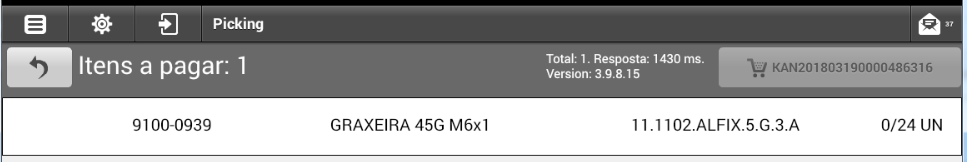 Picking
37
Itens a pagar: 1
Total: 1. Resposta: 1430 ms.
Version: 3.9.8.15
KAN201803190000486316
9100-0939 GRAXEIRA 45G M6x1 11.1102.ALFIX.5.G.3.A 0/24 UN